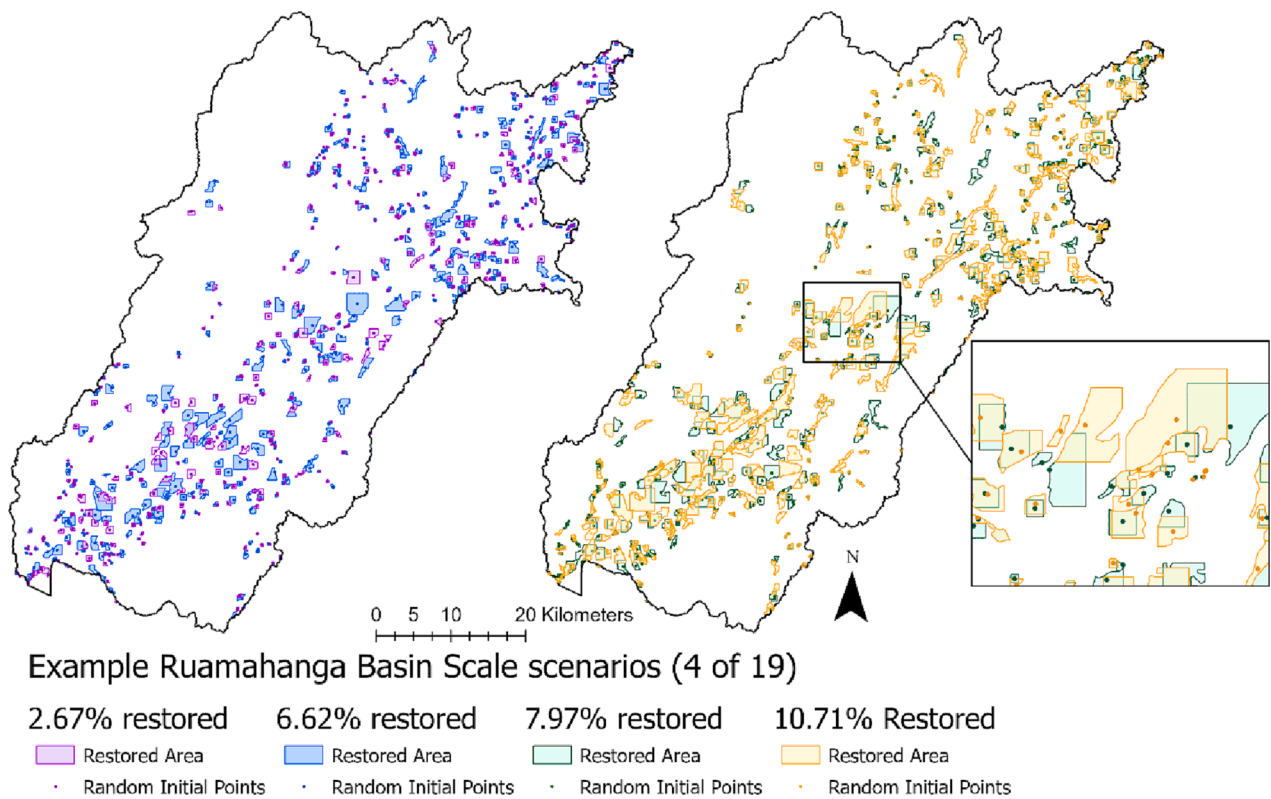 N
0 5 10 20 Kilometers
Example Ruamahanga Basin Scale scenarios (4 of 19)
2.67% restored 6.62% restored 7.97% restored 10.71% Restored
Restored Area Restored Area Restored Area Restored Area
Random Initial Points Random Initial Points Random Initial Points Random Initial Points